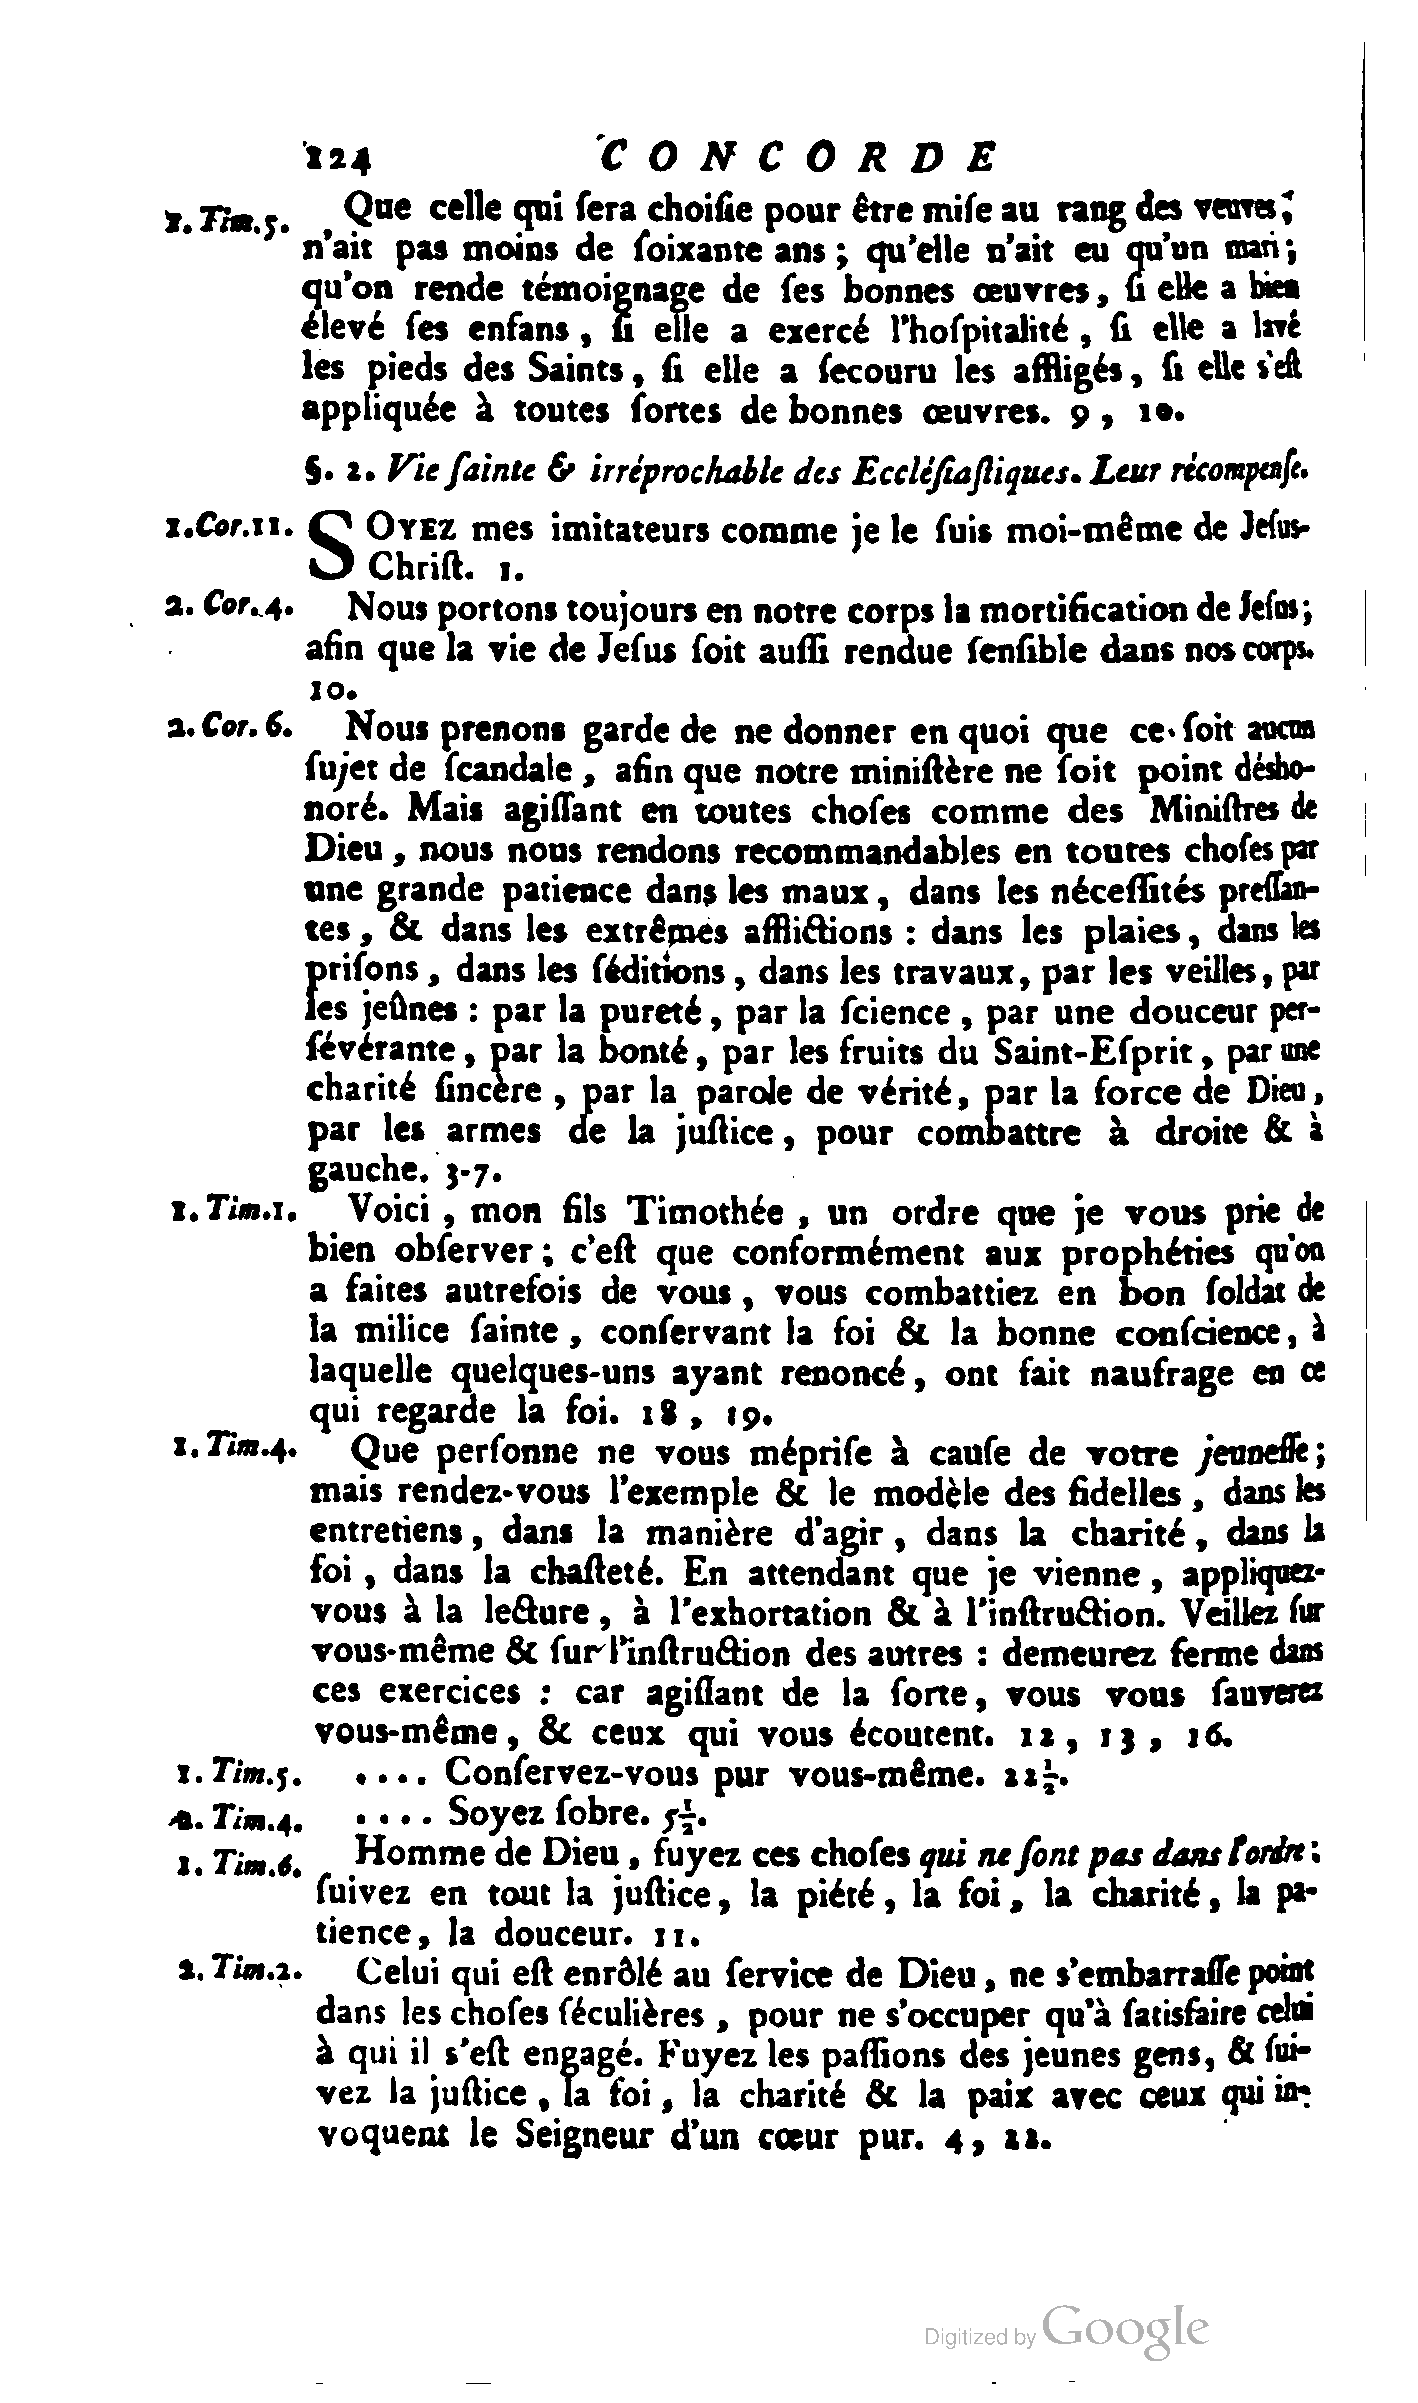 124 CONCORDE
1. Tim. 5. Que celle qui ſera choiſie pour être miſe au rang des veuves;
n'ait pas moins de ſoixante ans ; qu'elle n'ait eu qu'un mari ;
qu'on rende témoignage de ſes bonnes œuvres, ſi elle a bien
élevé ſes enfans , ſi elle a exercé l'hoſpitalité , ſi elle a lavé
les pieds des Saints, ſi elle a ſecouru les affligés, ſi elle s'eſt
appliquée à toutes ſortes de bonnes œuvres. 9 , 10.
§. 2. Vie ſainte & irréprochable des Eccléſiaſtiques. Leur récompenſe.
1.Cor.11. SOYEZ mes imitateurs comme je le ſuis moi-même de Jeſus-
Chriſt. 1.
2. Cor. 4. Nous portons toujours en notre corps la mortification de Jeſus;
afin que la vie de Jeſus ſoit auſſi rendue ſenſible dans nos corps.
10.
2. Cor. 6. Nous prenons garde de ne donner en quoi que ce ſoit aucun
ſujet de ſcandale , afin que notre miniſtère ne ſoit point désho-
noré. Mais agiſſant en toutes choſes comme des Miniſtres de
Dieu , nous nous rendons recommandables en toutes choſes par
une grande patience dans les maux, dans les néceſſités preſſan-
tes, & dans les extrêmes afflictions : dans les plaies, dans les
priſons, dans les ſéditions, dans les travaux, par les veilles, par
les jeûnes : par la pureté, par la ſcience , par une douceur per-
ſévérante, par la bonté, par les fruits du Saint-Eſprit, par une
charité ſincère , par la parole de vérité, par la force de Dieu,
par les armes de la juſtice, pour combattre à droite & à
gauche. 3-7.
1. Tim.1. Voici , mon fils Timothée , un ordre que je vous prie de
bien obſerver ; c'eſt que conformément aux prophéties qu'on
a faites autrefois de vous , vous combattiez en bon ſoldat de
la milice ſainte , conſervant la foi & la bonne conſcience, à
laquelle quelques-uns ayant renoncé, ont fait naufrage en ce
qui regarde la foi. 18 , 19.
1. Tim.4. Que perſonne ne vous mépriſe à cauſe de votre jeuneſſe ;
mais rendez-vous l'exemple & le modèle des fidelles, dans les
entretiens, dans la manière d'agir, dans la charité, dans la
foi , dans la chaſteté. En attendant que je vienne, appliquez-
vous à la lecture, à l'exhortation & à l'inſtruction. Veillez ſur
vous-même & ſur l'inſtruction des autres : demeurez ferme dans
ces exercices : car agiſſant de la ſorte, vous vous ſauverez
vous-même, & ceux qui vous écoutent. 12 , 13 , 16.
1. Tim.5. .... Conſervez-vous pur vous-même. 22½.
2. Tim.4. .... Soyez ſobre. 5½.
1. Tim.6. Homme de Dieu , fuyez ces choſes qui ne ſont pas dans l'ordre ;
ſuivez en tout la juſtice, la piété, la foi, la charité, la pa-
tience, la douceur. 11.
2. Tim.2. Celui qui eſt enrôlé au ſervice de Dieu, ne s'embarraſſe point
dans les choſes ſéculières , pour ne s'occuper qu'à ſatisfaire celui
à qui il s'eſt engagé. Fuyez les paſſions des jeunes gens, & ſui-
vez la juſtice , la foi , la charité & la paix avec ceux qui in-
voquent le Seigneur d'un cœur pur. 4, 22.
Digitized by Google